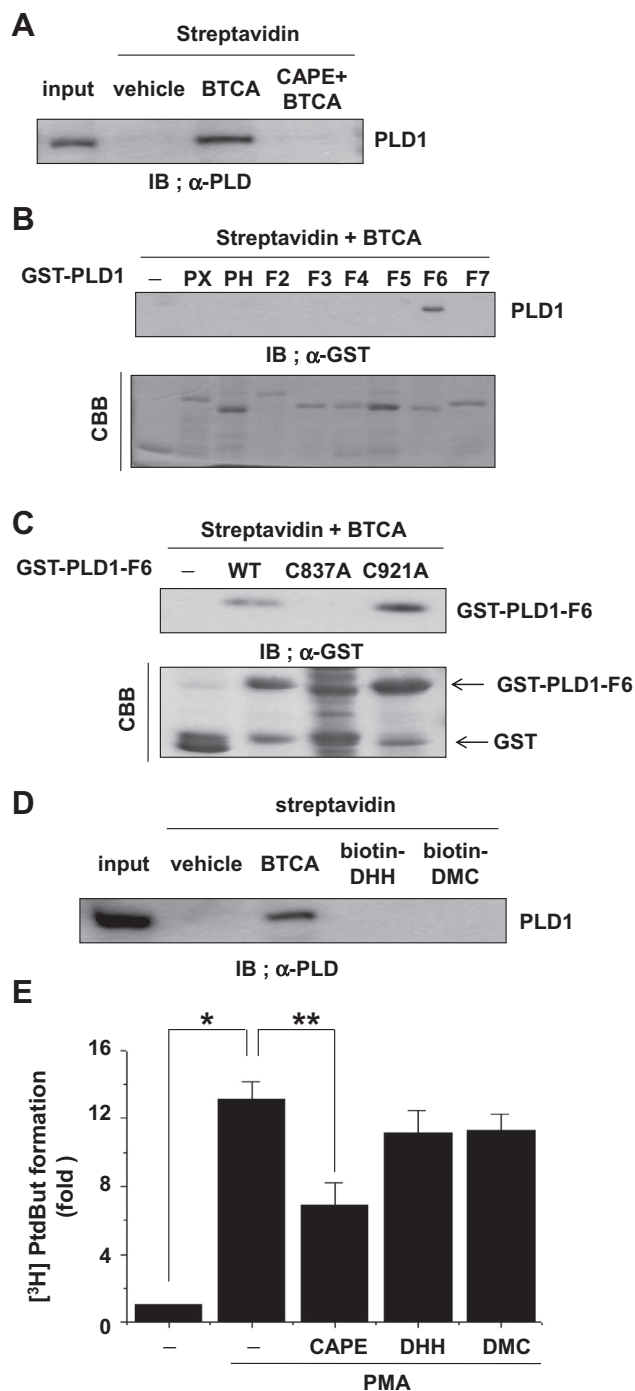 A
Streptavidin
input vehicle BTCA CAPE+ BTCA
PLD1
IB ; α-PLD
B
Streptavidin + BTCA
GST-PLD1 – PX PH F2 F3 F4 F5 F6 F7
PLD1
IB ; α-GST
CBB
C
Streptavidin + BTCA
GST-PLD1-F6 – WT C837A C921A
GST-PLD1-F6
IB ; α-GST
CBB
GST-PLD1-F6
GST
D
streptavidin
input vehicle BTCA biotin-DHH biotin-DMC
PLD1
IB ; α-PLD
E
* **
[³H] PtdBut formation
(fold )
16
12
8
4
0
– – CAPE DHH DMC
PMA